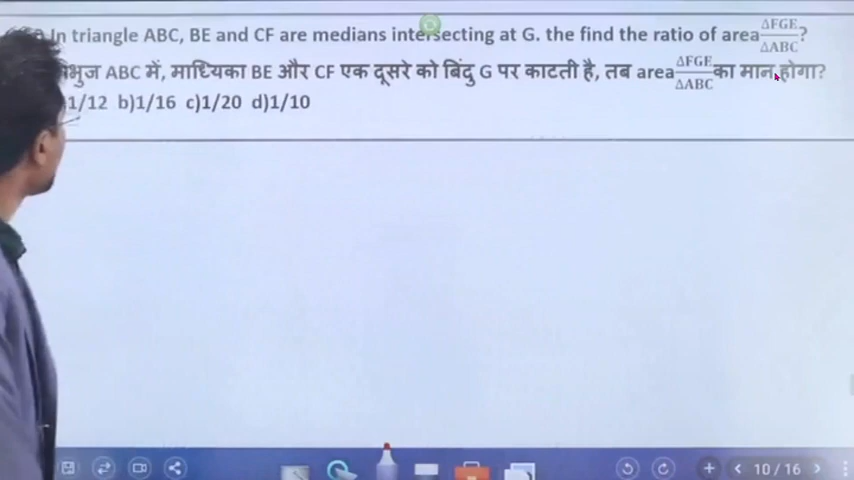 In triangle ABC, BE and CF are medians intersecting at G. the find the ratio of area ΔFGE/ΔABC?
ABC में, माध्यिका BE और CF एक दूसरे को बिंदु G पर काटती है, तब area ΔFGE/ΔABC का मान होगा?
1/12 b)1/16 c)1/20 d)1/10
10 / 16